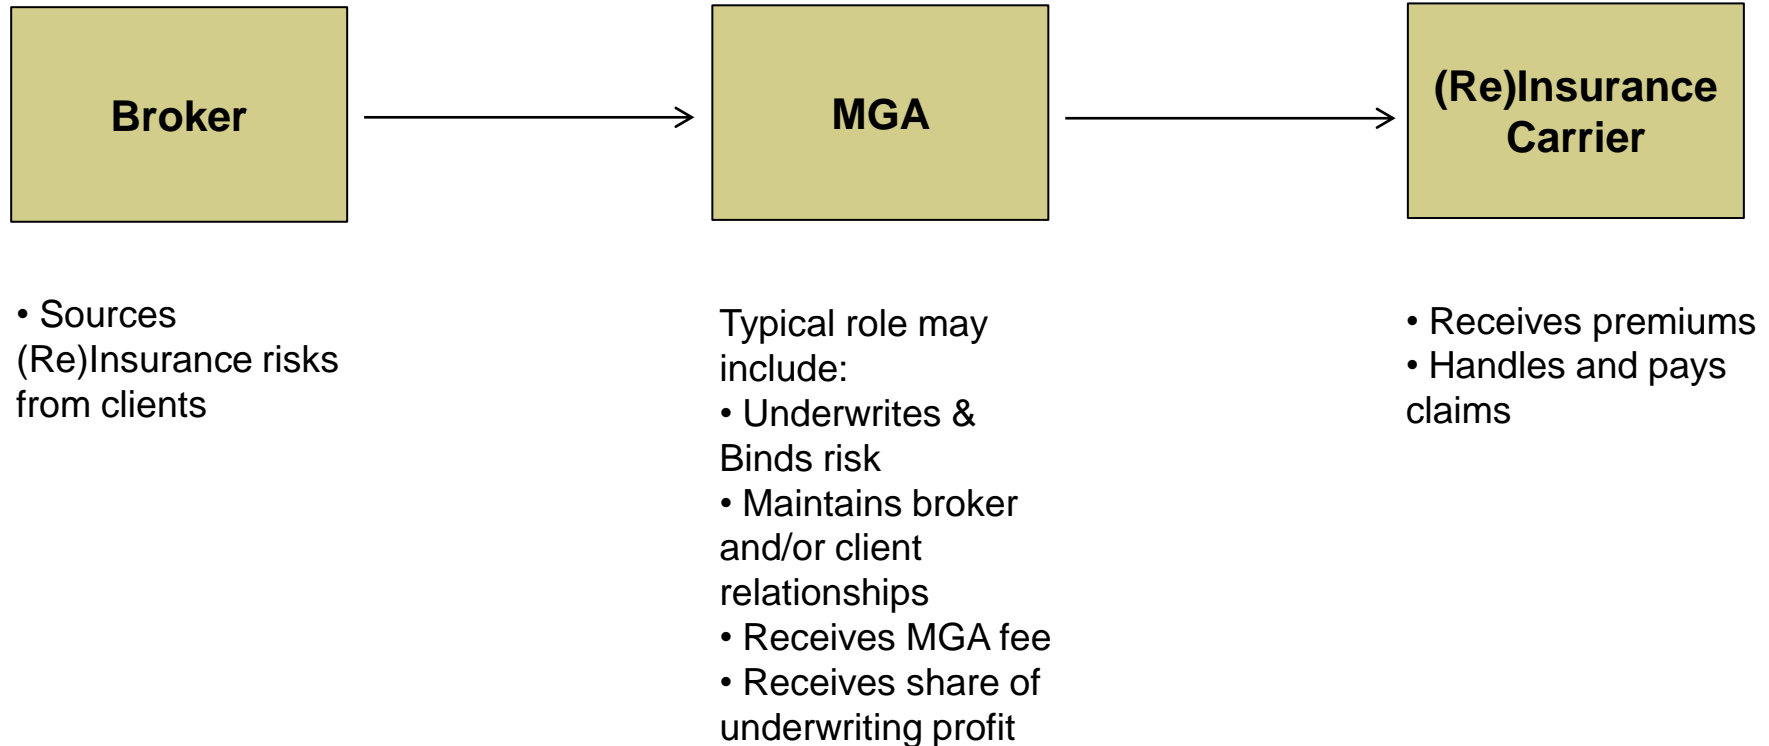 Broker
MGA
(Re)Insurance
Carrier
• Sources
(Re)Insurance risks
from clients
Typical role may
include:
• Underwrites &
Binds risk
• Maintains broker
and/or client
relationships
• Receives MGA fee
• Receives share of
underwriting profit
• Receives premiums
• Handles and pays
claims